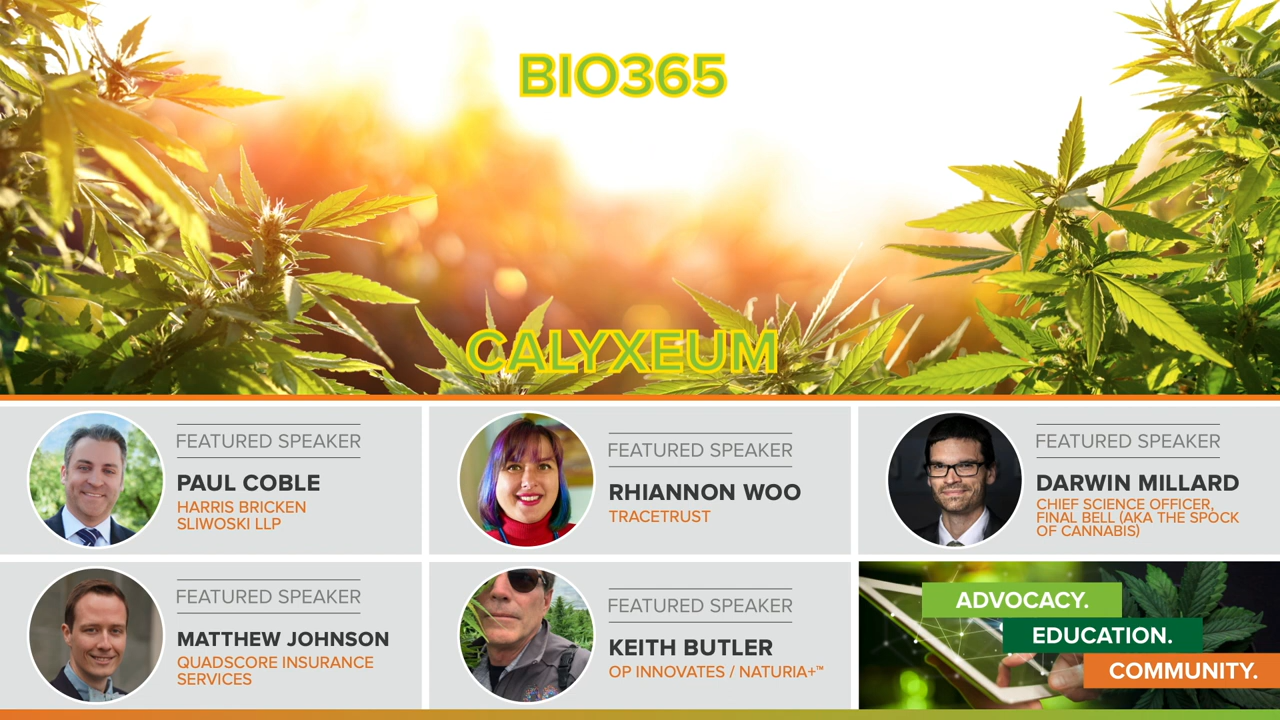 BIO365
CALYXEUM
FEATURED SPEAKER
PAUL COBLE
HARRIS BRICKEN
SLIWOSKI LLP
FEATURED SPEAKER
RHIANNON WOO
TRACETRUST
FEATURED SPEAKER
DARWIN MILLARD
CHIEF SCIENCE OFFICER,
FINAL BELL (AKA THE SPOCK
OF CANNABIS)
FEATURED SPEAKER
MATTHEW JOHNSON
QUADSCORE INSURANCE
SERVICES
FEATURED SPEAKER
KEITH BUTLER
OP INNOVATES / NATURIA+™
ADVOCACY.
EDUCATION.
COMMUNITY.